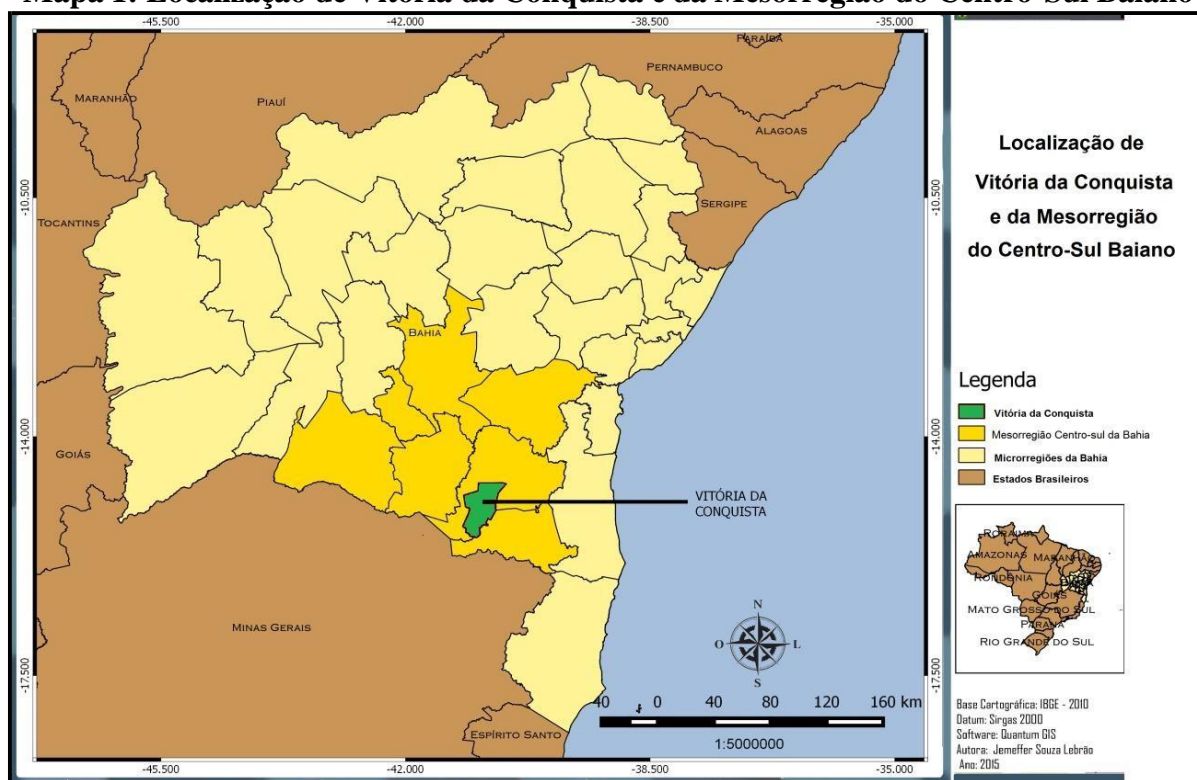 Mapa 1: Localização de Vitória da Conquista e da Mesorregião do Centro-Sul Baiano
-45.500 -42.000 -38.500 -35.000
PARAÍBA
PERNAMBUCO
MARANHÃO
PIAUÍ
ALAGOAS
-10.500 -10.500
SERGIPE
TOCANTINS
BAHIA
-14.000 -14.000
GOIÁS
VITÓRIA DA
CONQUISTA
MINAS GERAIS
N
O L
S
-17.500 -17.500
40 0 40 80 120 160 km
ESPÍRITO SANTO
1:5000000
-45.500 -42.000 -38.500 -35.000
Localização de
Vitória da Conquista
e da Mesorregião
do Centro-Sul Baiano
Legenda
Vitória da Conquista
Mesorregião Centro-sul da Bahia
Microrregiões da Bahia
Estados Brasileiros
RORAIMA
AMAZONAS MARANHÃO
RONDÔNIA
GOIÁS
MATO GROSSO DO SUL
PARANÁ
RIO GRANDE DO SUL
Base Cartográfica: IBGE - 2010
Datum: Sirgas 2000
Software: Quantum GIS
Autora: Jemeffer Souza Lebrão
Ano: 2015